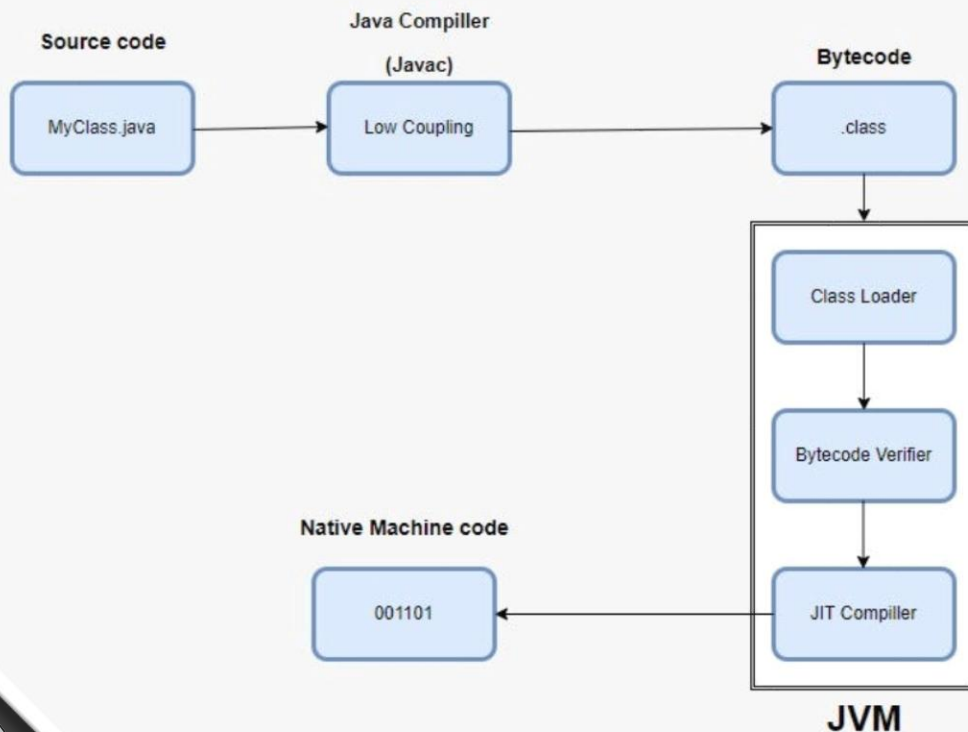 Source code
MyClass.java
Java Compiller
(Javac)
Low Coupling
Bytecode
.class
Class Loader
Bytecode Verifier
JIT Compiller
JVM
Native Machine code
001101